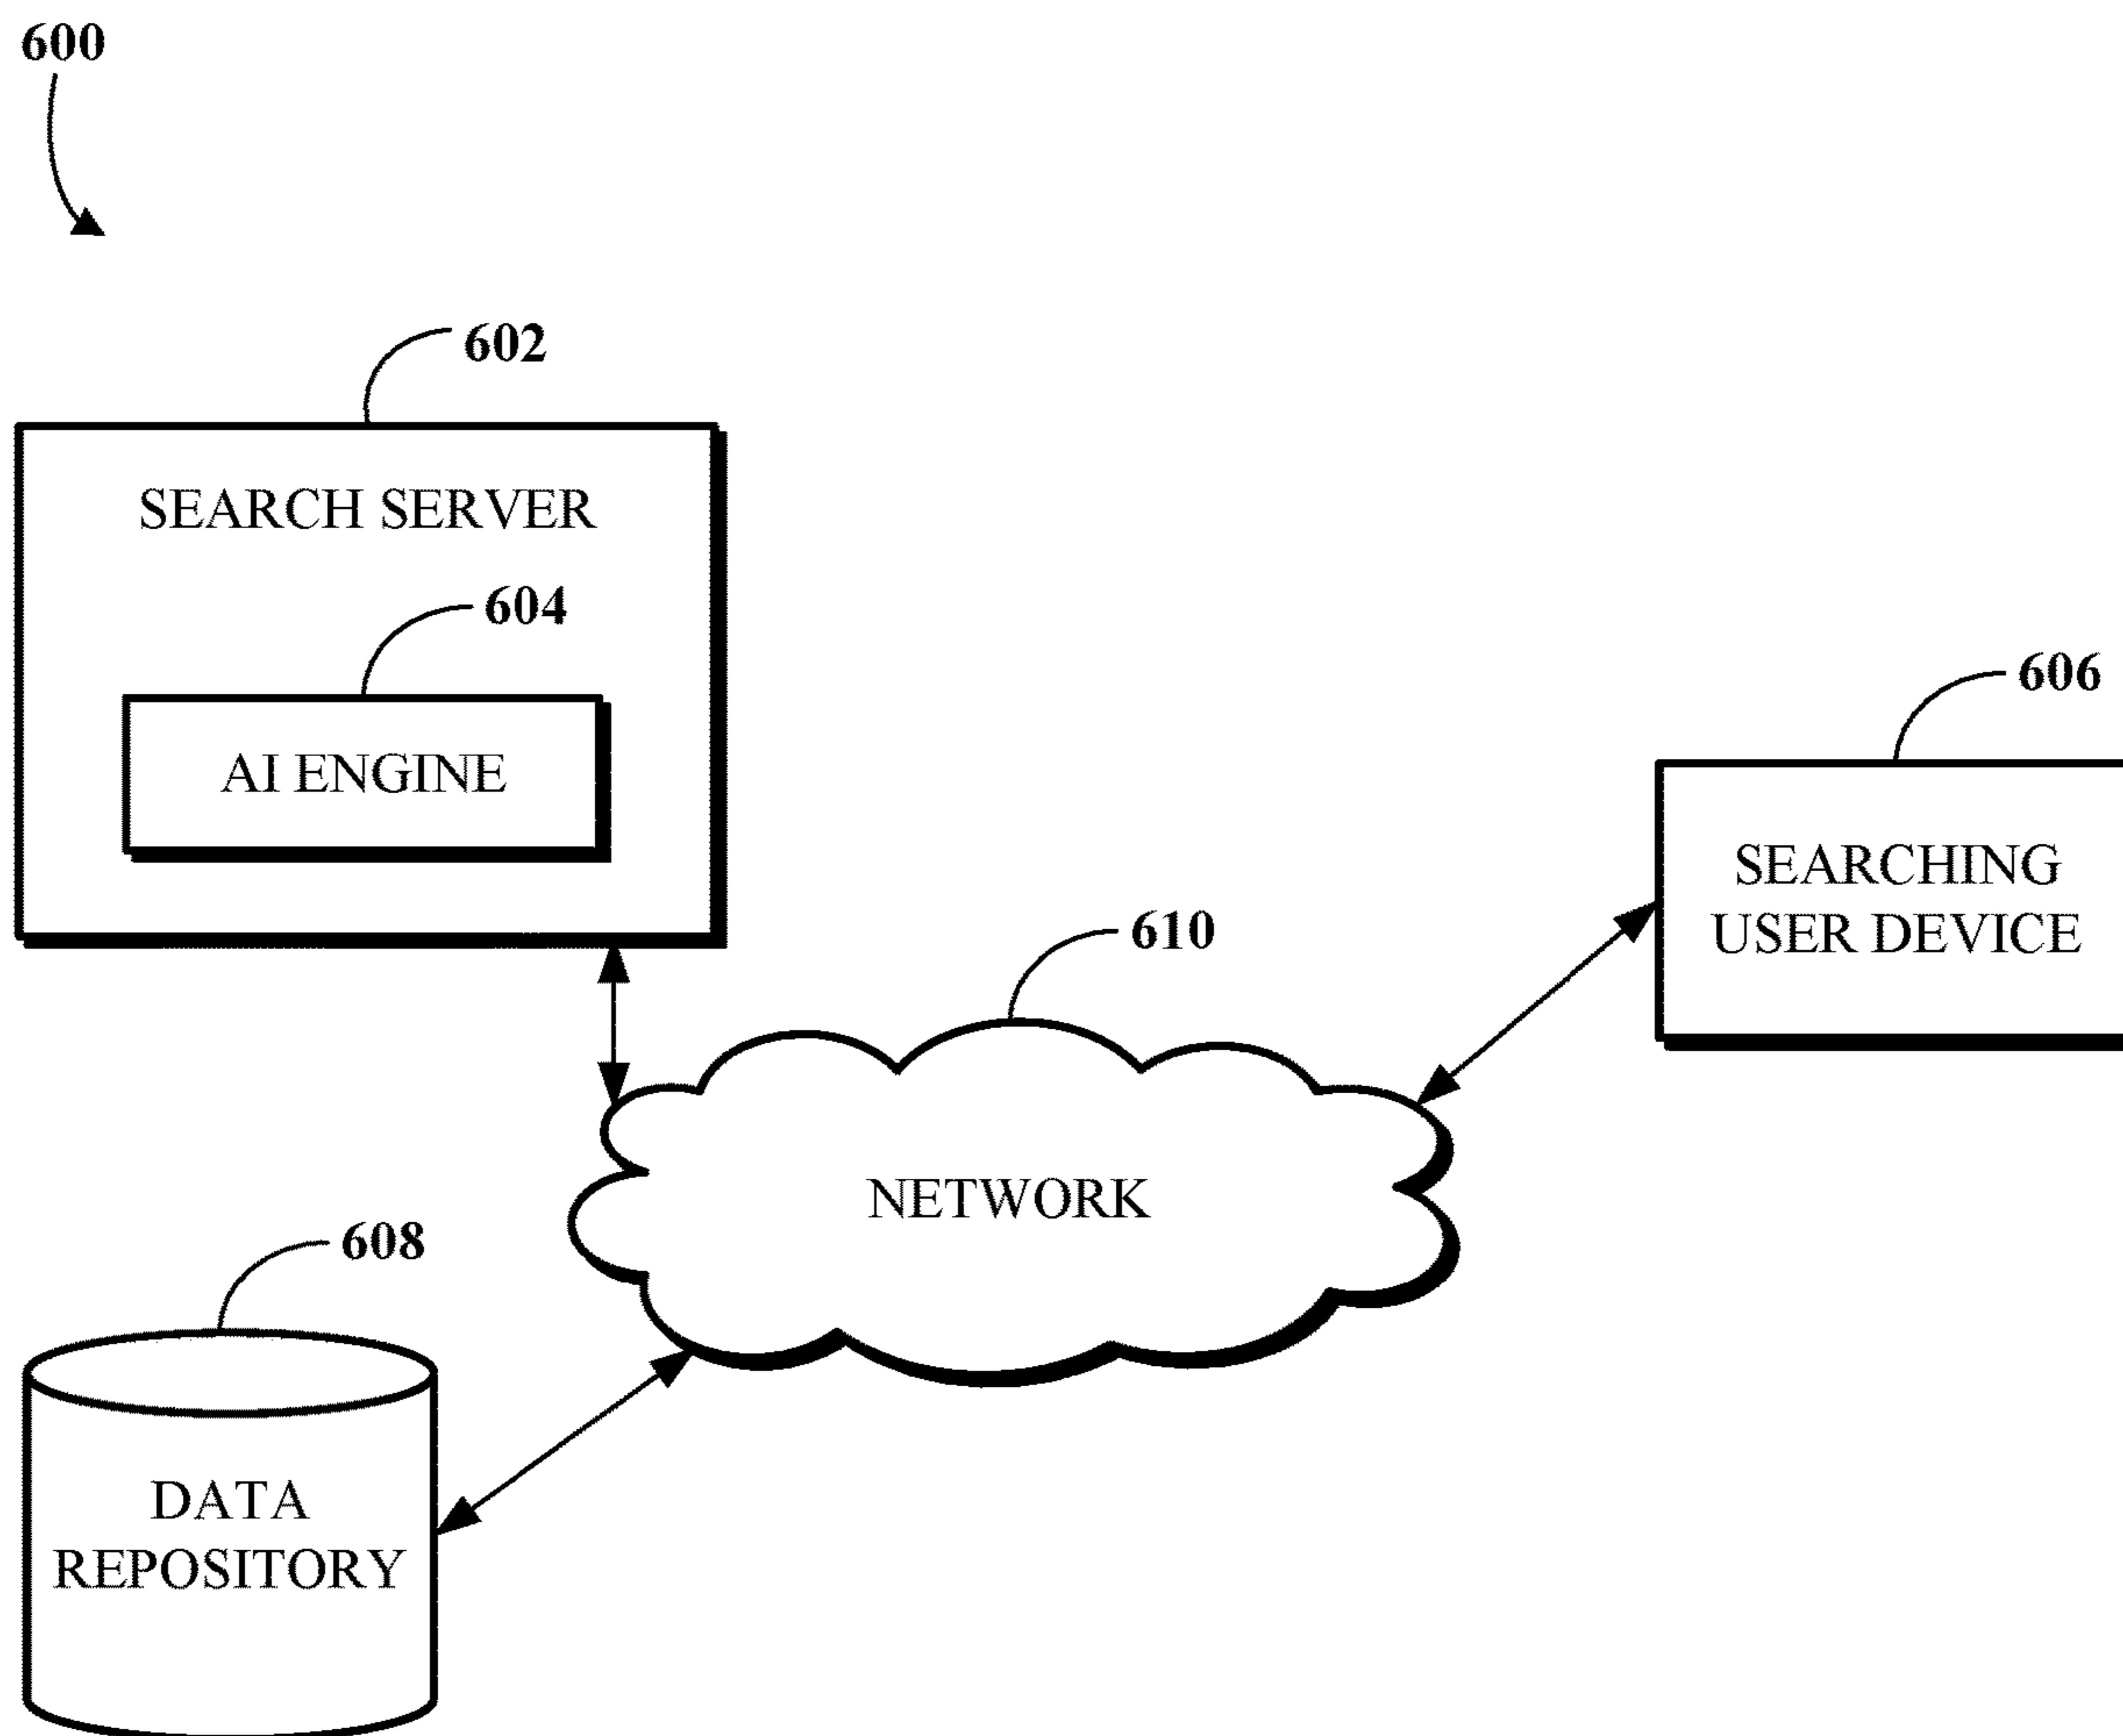 600
602
SEARCH SERVER
604
AI ENGINE
606
SEARCHING
USER DEVICE
610
NETWORK
608
DATA
REPOSITORY